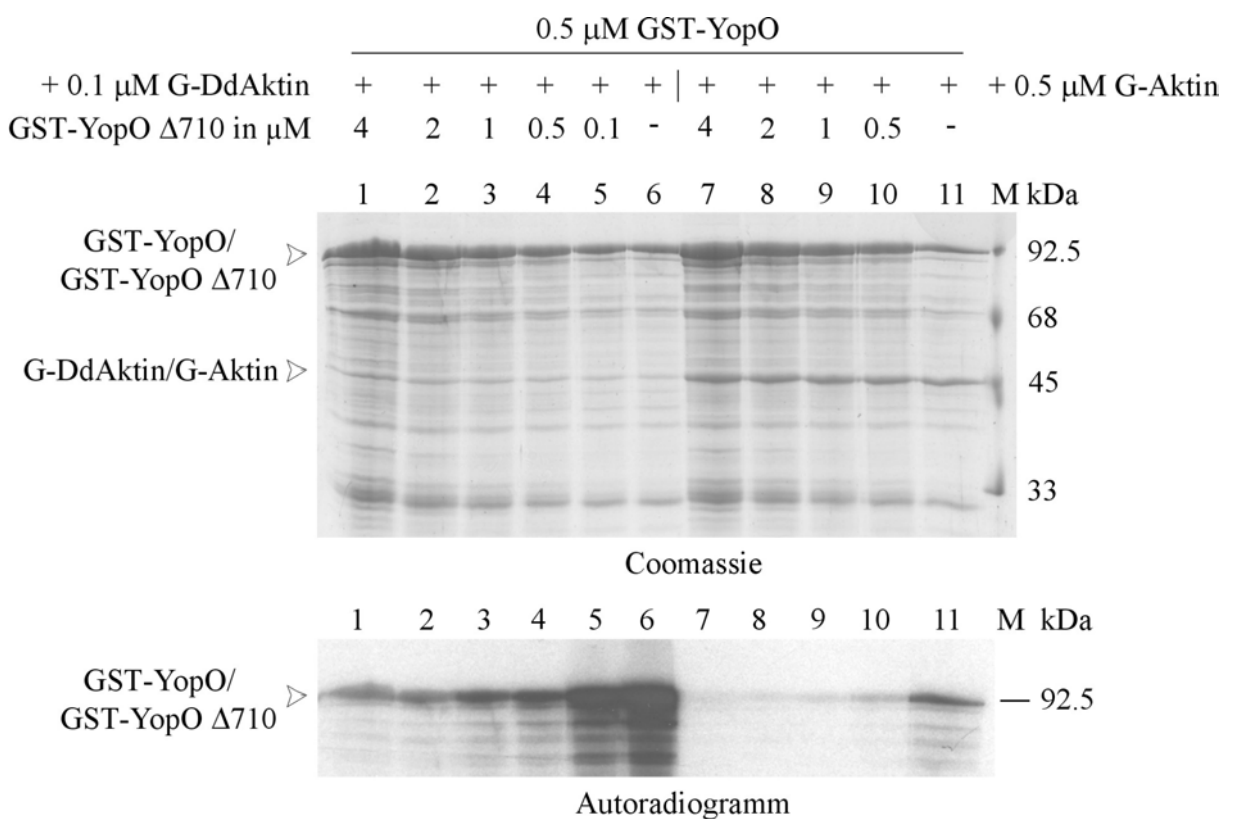 0.5 µM GST-YopO
+ 0.1 µM G-DdAktin + + + + + | + + + + + + 0.5 µM G-Aktin
GST-YopO Δ710 in µM 4 2 1 0.5 0.1 - 4 2 1 0.5 -
1 2 3 4 5 6 7 8 9 10 11 M kDa
GST-YopO/
GST-YopO Δ710
92.5
68
G-DdAktin/G-Aktin
45
33
Coomassie
1 2 3 4 5 6 7 8 9 10 11 M kDa
GST-YopO/
GST-YopO Δ710
— 92.5
Autoradiogramm